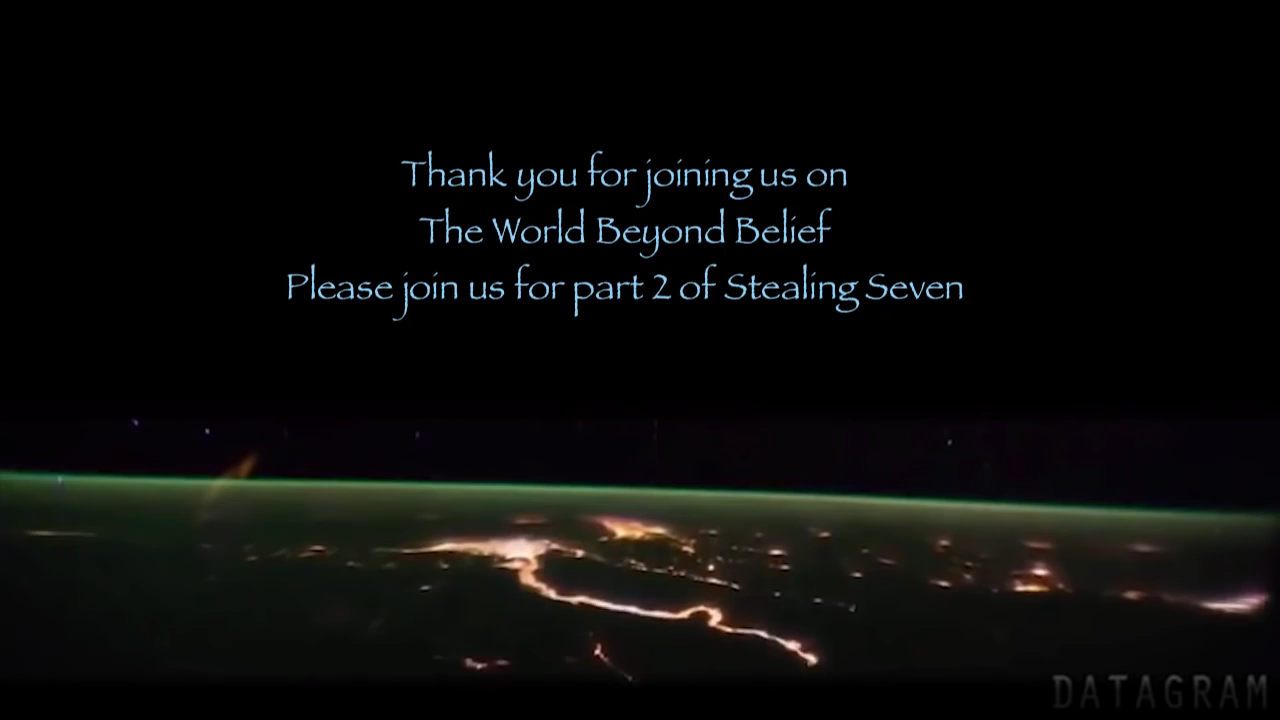 Thank you for joining us on
The World Beyond Belief
Please join us for part 2 of Stealing Seven
DATAGRAM